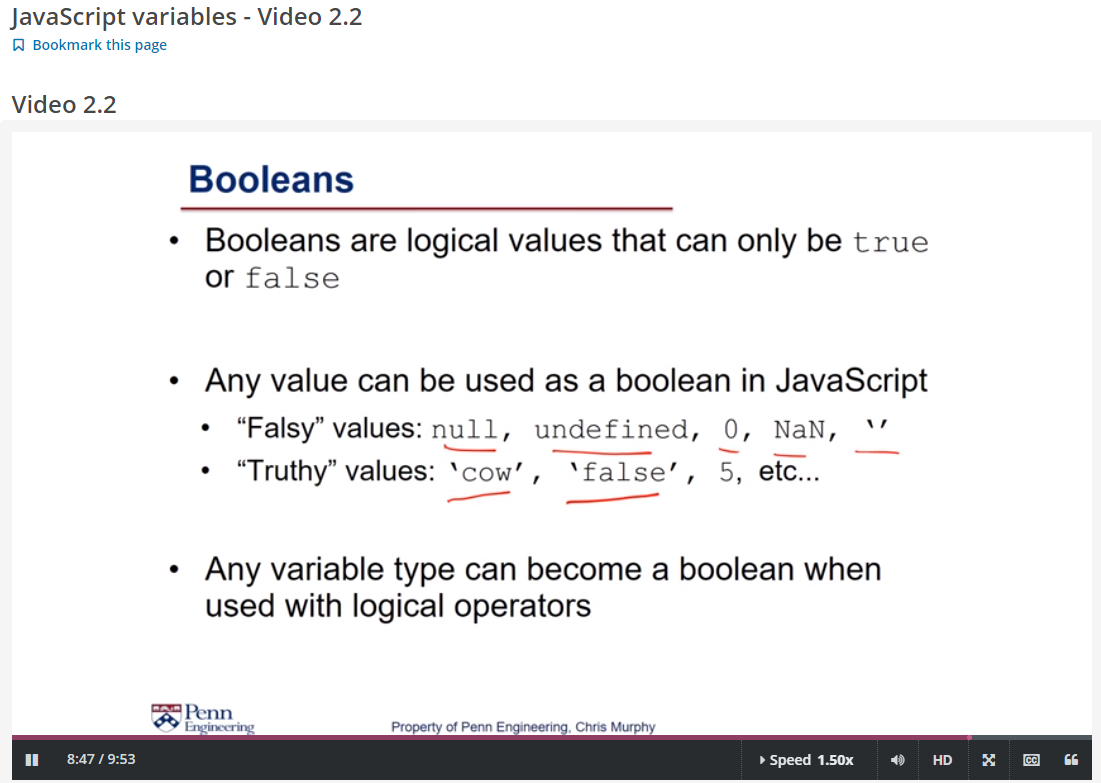 JavaScript variables - Video 2.2
Bookmark this page
Video 2.2
Booleans
• Booleans are logical values that can only be true
or false
• Any value can be used as a boolean in JavaScript
• “Falsy” values: null, undefined, 0, NaN, ‘’
• “Truthy” values: ‘cow’, ‘false’, 5, etc...
• Any variable type can become a boolean when
used with logical operators
Penn
Engineering
Property of Penn Engineering, Chris Murphy
8:47 / 9:53
Speed 1.50x
HD
CC